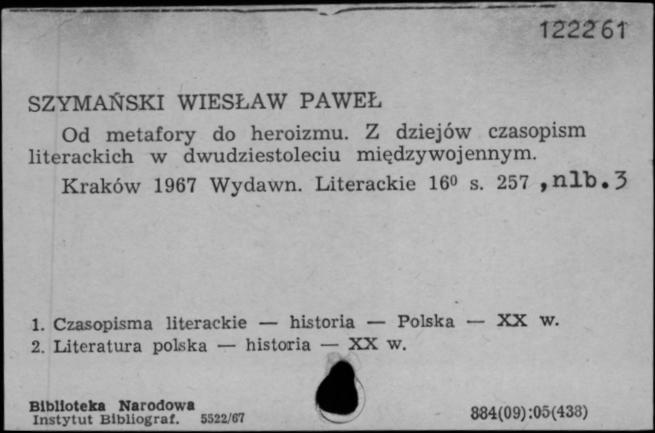 122261
SZYMAŃSKI WIESŁAW PAWEŁ
Od metafory do heroizmu. Z dziejów czasopism
literackich w dwudziestoleciu międzywojennym.
Kraków 1967 Wydawn. Literackie 16⁰ s. 257 ,nlb.3
1. Czasopisma literackie — historia — Polska — XX w.
2. Literatura polska — historia — XX w.
Biblioteka Narodowa
Instytut Bibliograf. 5522/67
884(09):05(438)